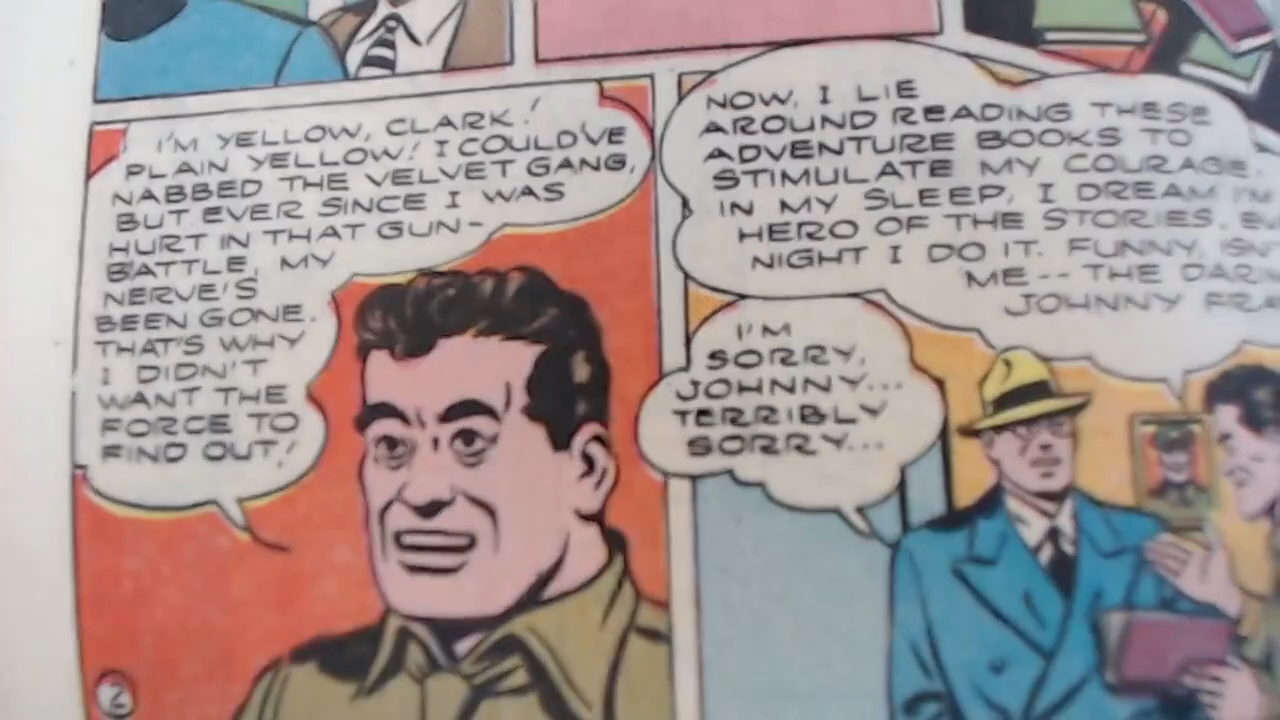 I'M YELLOW, CLARK!
PLAIN YELLOW! I COULD'VE
NABBED THE VELVET GANG,
BUT EVER SINCE I WAS
HURT IN THAT GUN-
BATTLE, MY
NERVE'S
BEEN GONE.
THAT'S WHY
I DIDN'T
WANT THE
FORCE TO
FIND OUT!
NOW, I LIE
AROUND READING THESE
ADVENTURE BOOKS TO
STIMULATE MY COURAGE.
IN MY SLEEP, I DREAM I'M
HERO OF THE STORIES.
NIGHT I DO IT. FUNNY,
ME--THE
JOHNNY
I'M
SORRY,
JOHNNY...
TERRIBLY
SORRY...
2